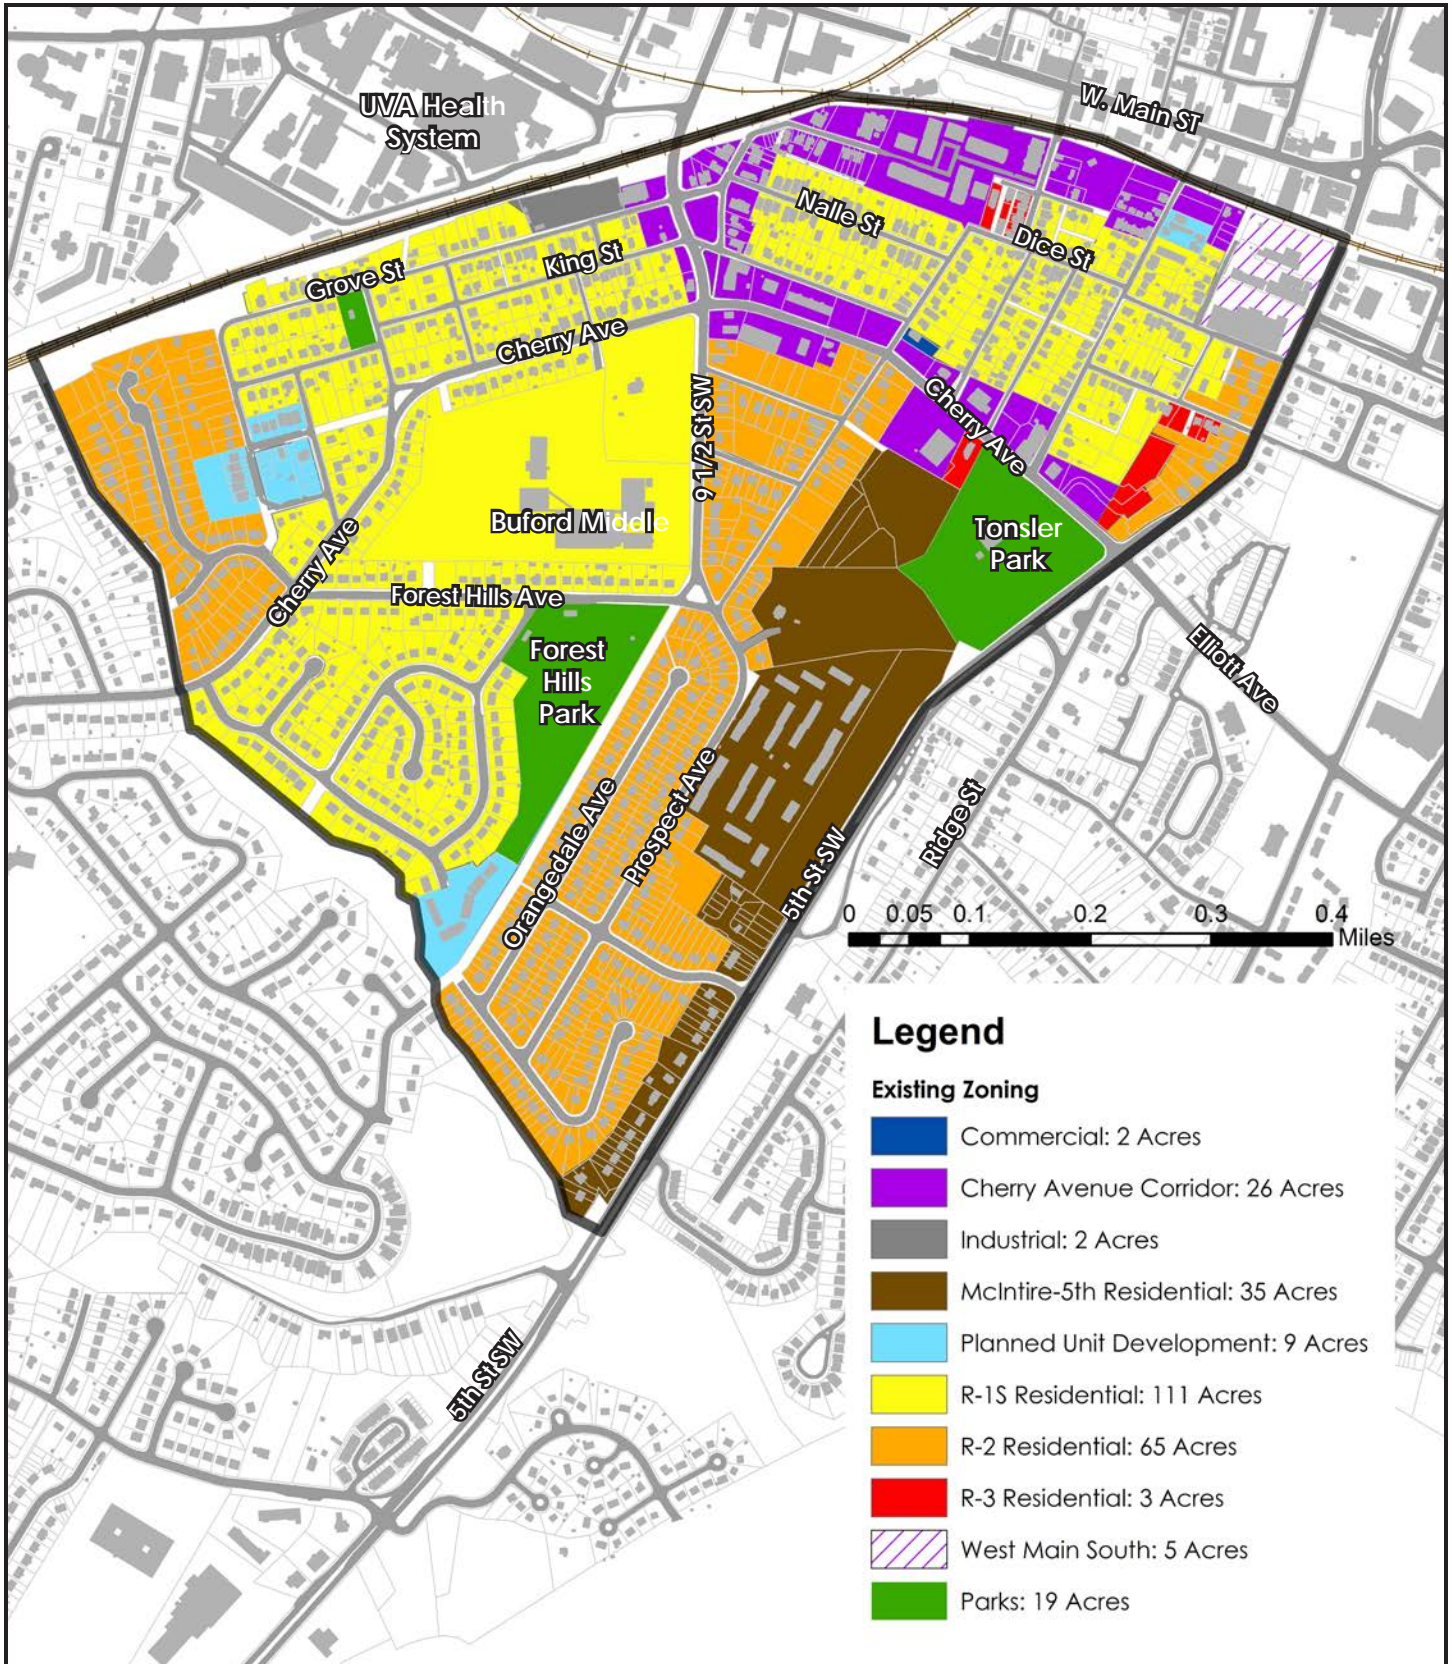 UVA Health
System
W. Main ST
Nalle St
Dice St
King St
Grove St
Cherry Ave
9 1/2 St SW
Cherry Ave
Buford Middle
Tonsler
Park
Cherry Ave
Forest Hills Ave
Forest
Hills
Park
Elliott Ave
Orangedale Ave
Prospect Ave
Ridge St
5th St SW
0 0.05 0.1 0.2 0.3 0.4
Miles
Legend
Existing Zoning
Commercial: 2 Acres
Cherry Avenue Corridor: 26 Acres
Industrial: 2 Acres
McIntire-5th Residential: 35 Acres
Planned Unit Development: 9 Acres
R-1S Residential: 111 Acres
R-2 Residential: 65 Acres
R-3 Residential: 3 Acres
West Main South: 5 Acres
Parks: 19 Acres
5th St SW